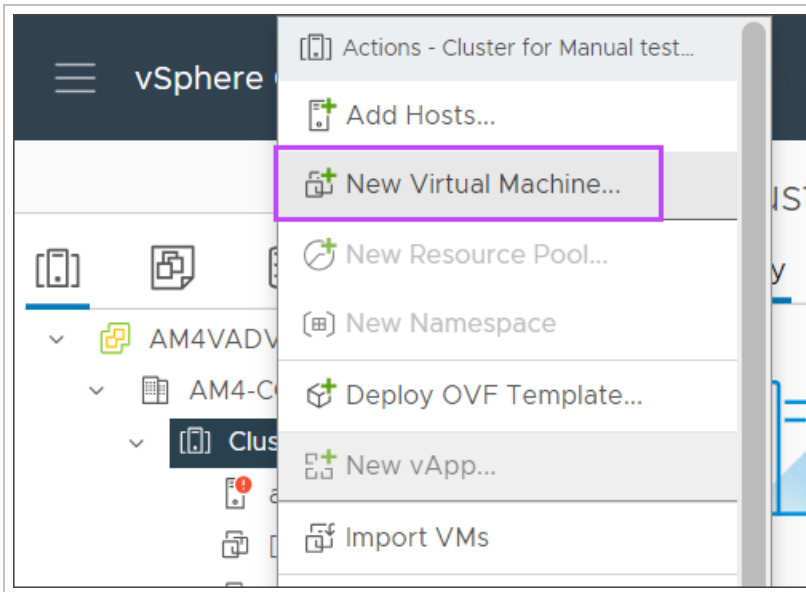 Actions - Cluster for Manual test...
vSphere
Add Hosts...
New Virtual Machine...
New Resource Pool...
New Namespace
AM4VADV
AM4-C
Deploy OVF Template...
Clus
New vApp...
Import VMs